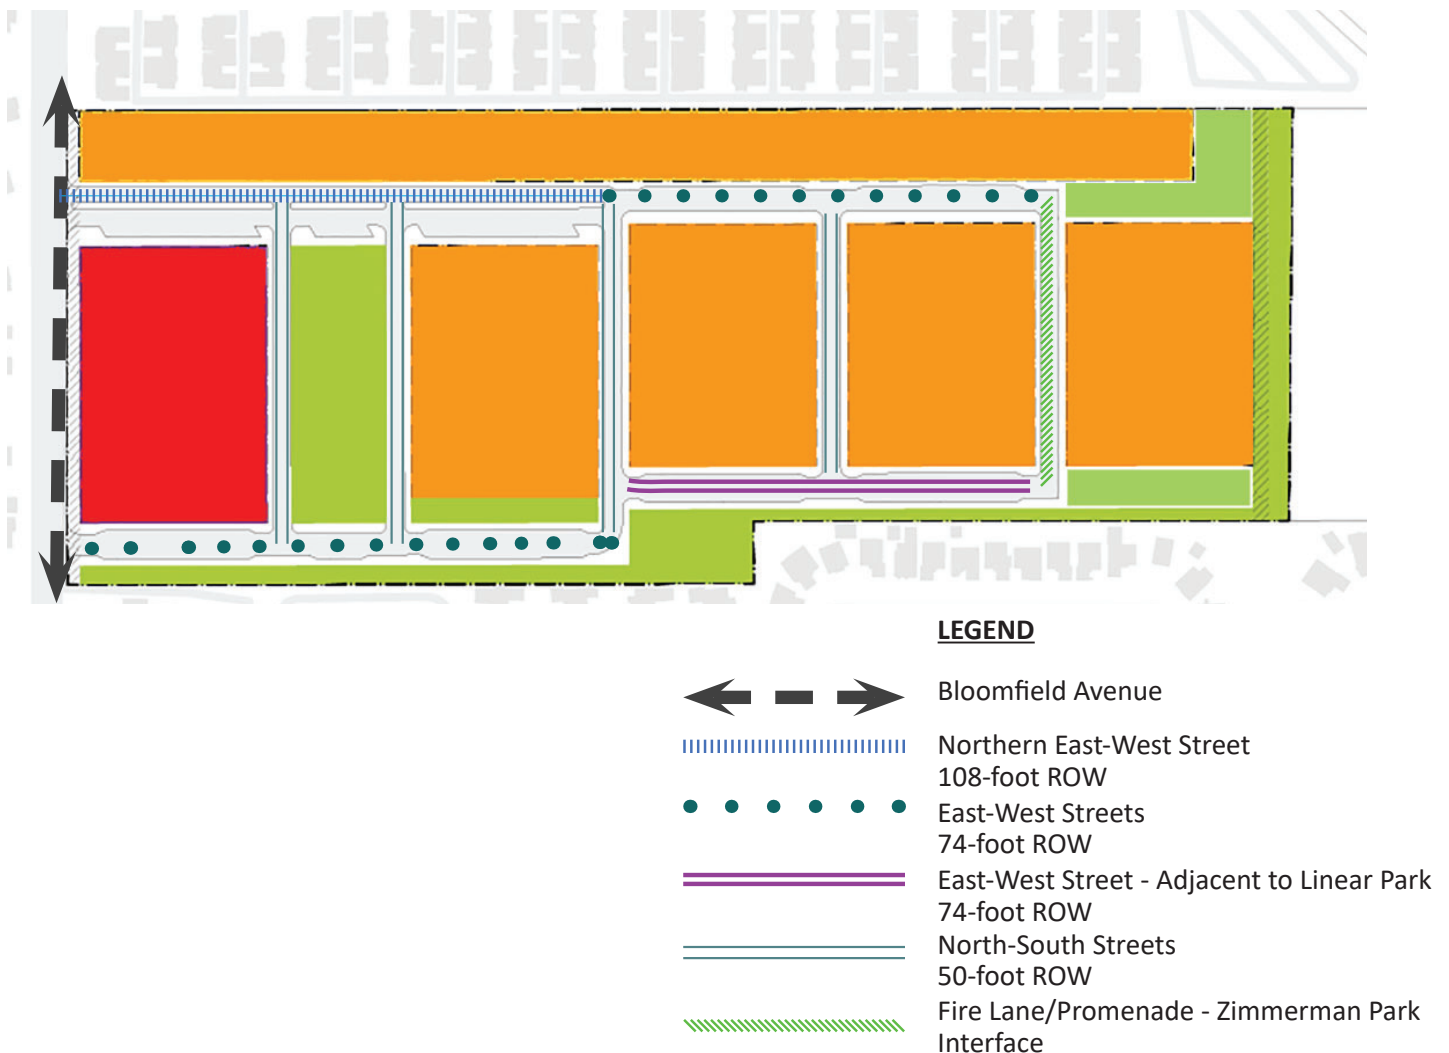 LEGEND
Bloomfield Avenue
Northern East-West Street
108-foot ROW
East-West Streets
74-foot ROW
East-West Street - Adjacent to Linear Park
74-foot ROW
North-South Streets
50-foot ROW
Fire Lane/Promenade - Zimmerman Park
Interface